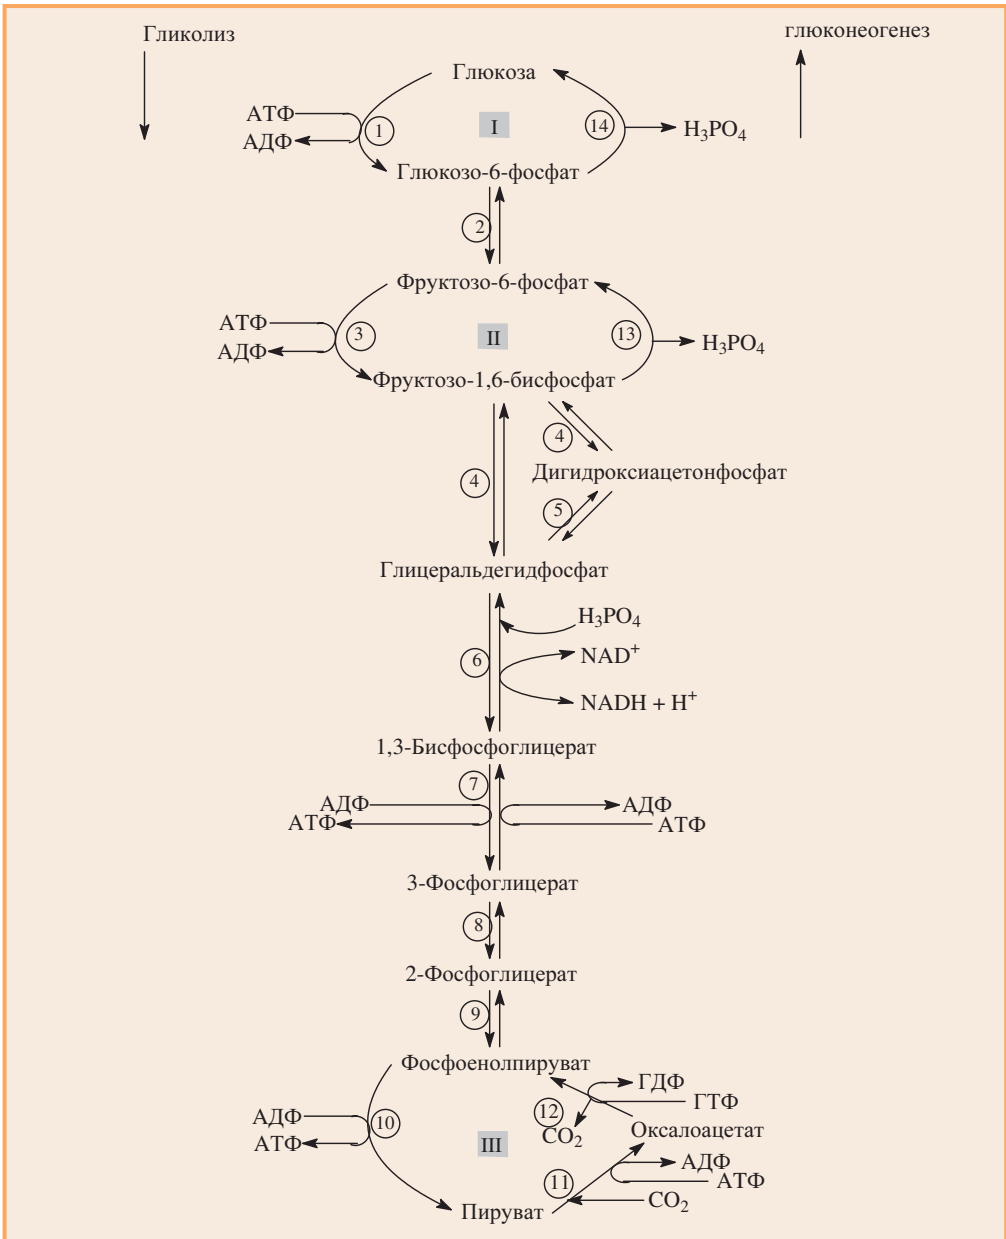 Гликолиз
глюконеогенез
Глюкоза
АТФ
АДФ
1
I
14
H₃PO₄
Глюкозо-6-фосфат
2
Фруктозо-6-фосфат
АТФ
АДФ
3
II
13
H₃PO₄
Фруктозо-1,6-бисфосфат
4
4
Дигидроксиацетонфосфат
5
Глицеральдегидфосфат
H₃PO₄
6
NAD⁺
NADH + H⁺
1,3-Бисфосфоглицерат
7
АДФ
АТФ
АДФ
АТФ
3-Фосфоглицерат
8
2-Фосфоглицерат
9
Фосфоенолпируват
ГДФ
ГТФ
12
CO₂
Оксалоацетат
АДФ
АТФ
10
III
АДФ
АТФ
11
CO₂
Пируват